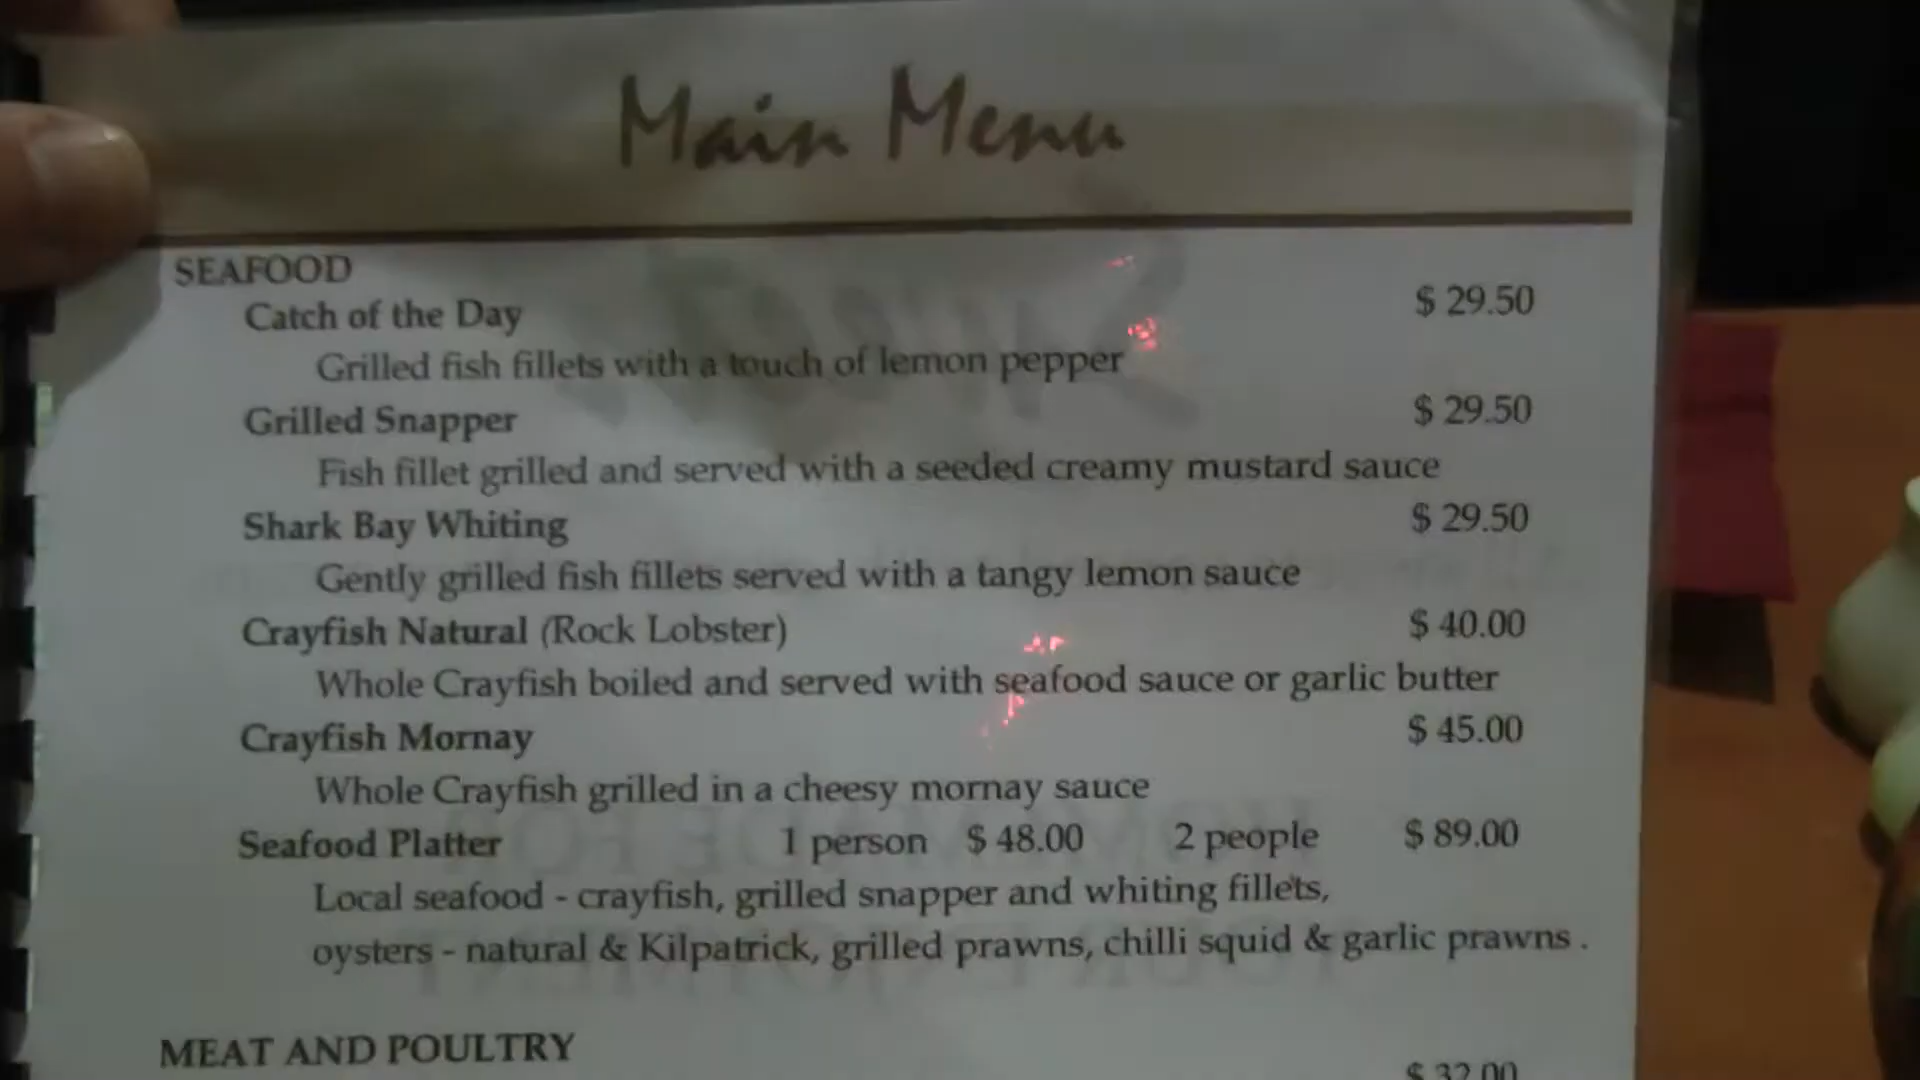 Main Menu
SEAFOOD
Catch of the Day $ 29.50
Grilled fish fillets with a touch of lemon pepper
Grilled Snapper $ 29.50
Fish fillet grilled and served with a seeded creamy mustard sauce
Shark Bay Whiting $ 29.50
Gently grilled fish fillets served with a tangy lemon sauce
Crayfish Natural (Rock Lobster) $ 40.00
Whole Crayfish boiled and served with seafood sauce or garlic butter
Crayfish Mornay $ 45.00
Whole Crayfish grilled in a cheesy mornay sauce
Seafood Platter 1 person $ 48.00 2 people $ 89.00
Local seafood - crayfish, grilled snapper and whiting fillets,
oysters - natural & Kilpatrick, grilled prawns, chilli squid & garlic prawns .
MEAT AND POULTRY
$ 32.00